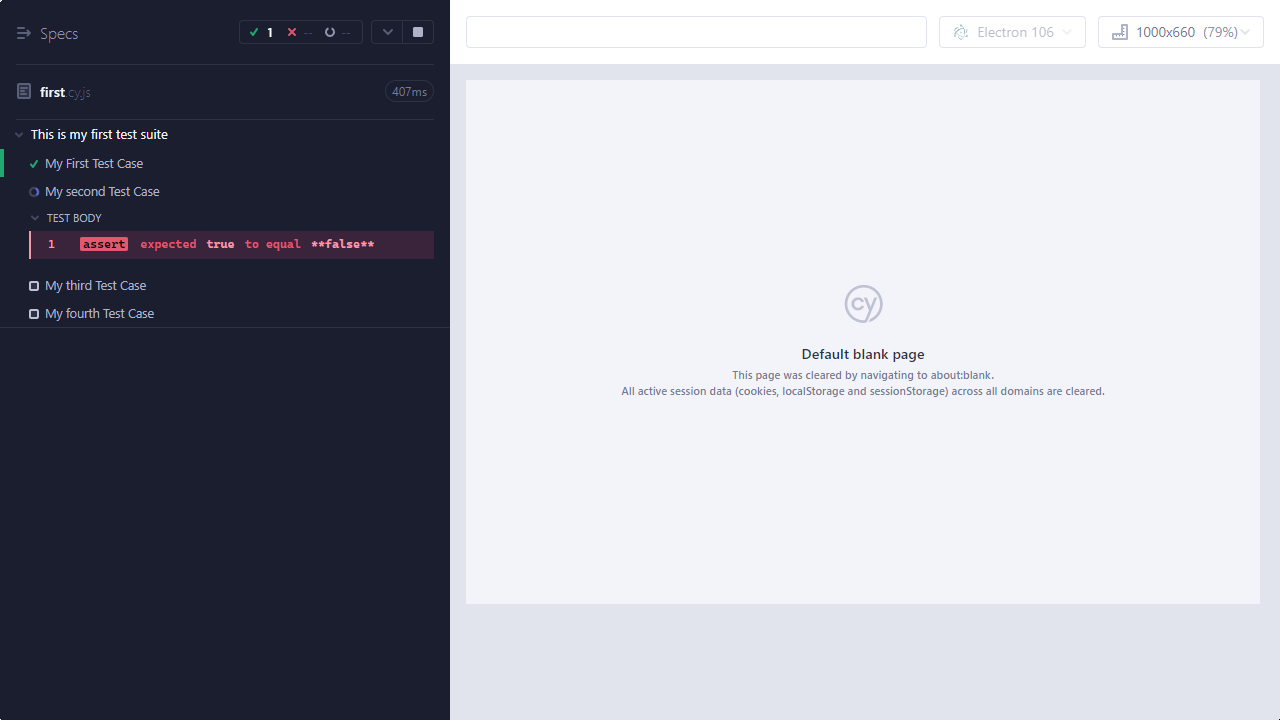 Specs
1 -- --
Electron 106
1000x660 (79%)
first.cy.js
407ms
This is my first test suite
My First Test Case
My second Test Case
TEST BODY
1 assert expected true to equal **false**
My third Test Case
My fourth Test Case
cy
Default blank page
This page was cleared by navigating to about:blank.
All active session data (cookies, localStorage and sessionStorage) across all domains are cleared.